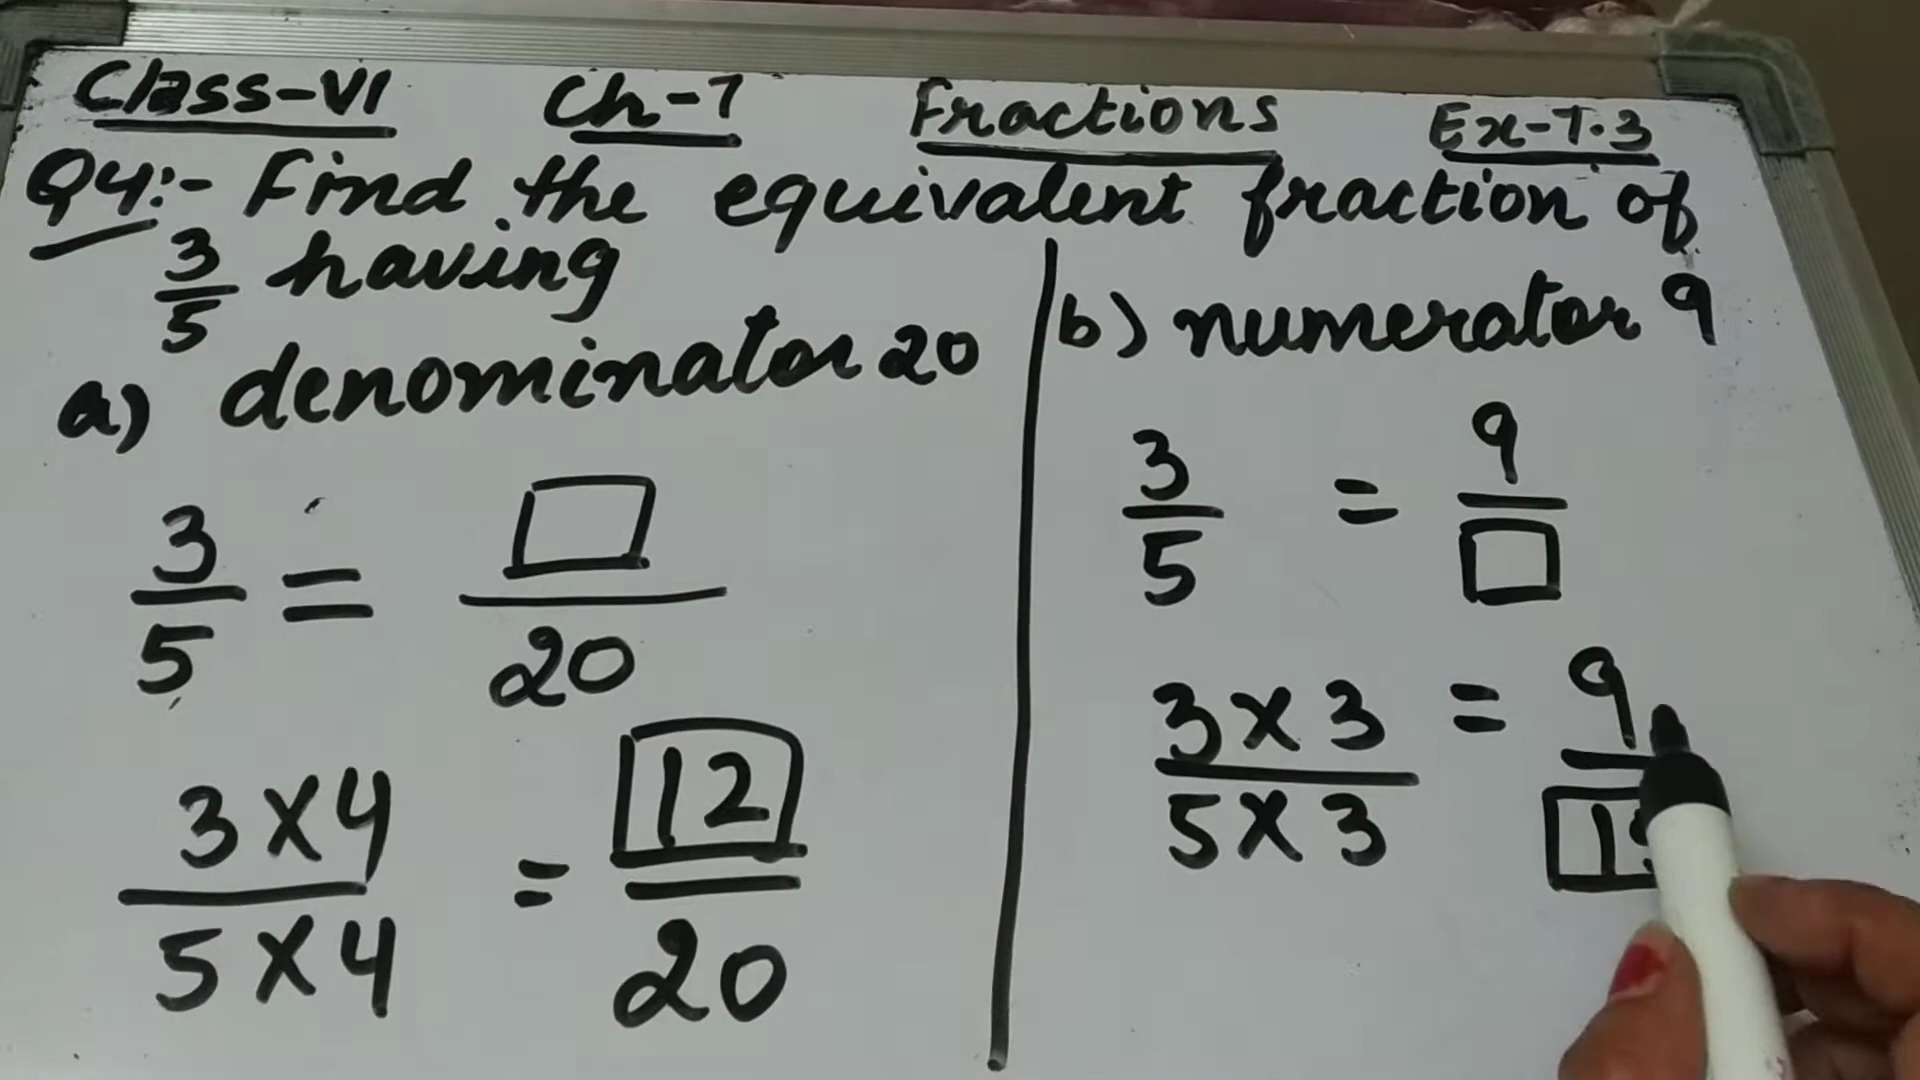 Class-VI Ch-7 Fractions Ex-7.3
Q4:- Find the equivalent fraction of
3/5 having
a) denominator 20
3/5 = □/20
3×4/5×4 = 12/20
b) numerator 9
3/5 = 9/□
3×3/5×3 = 9/